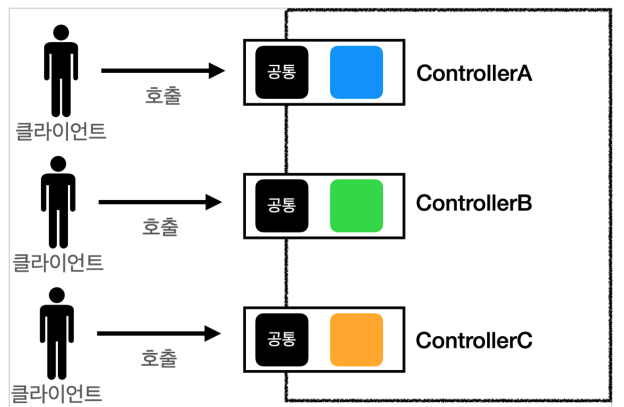 공통
ControllerA
호출
클라이언트
공통
ControllerB
호출
클라이언트
공통
ControllerC
호출
클라이언트